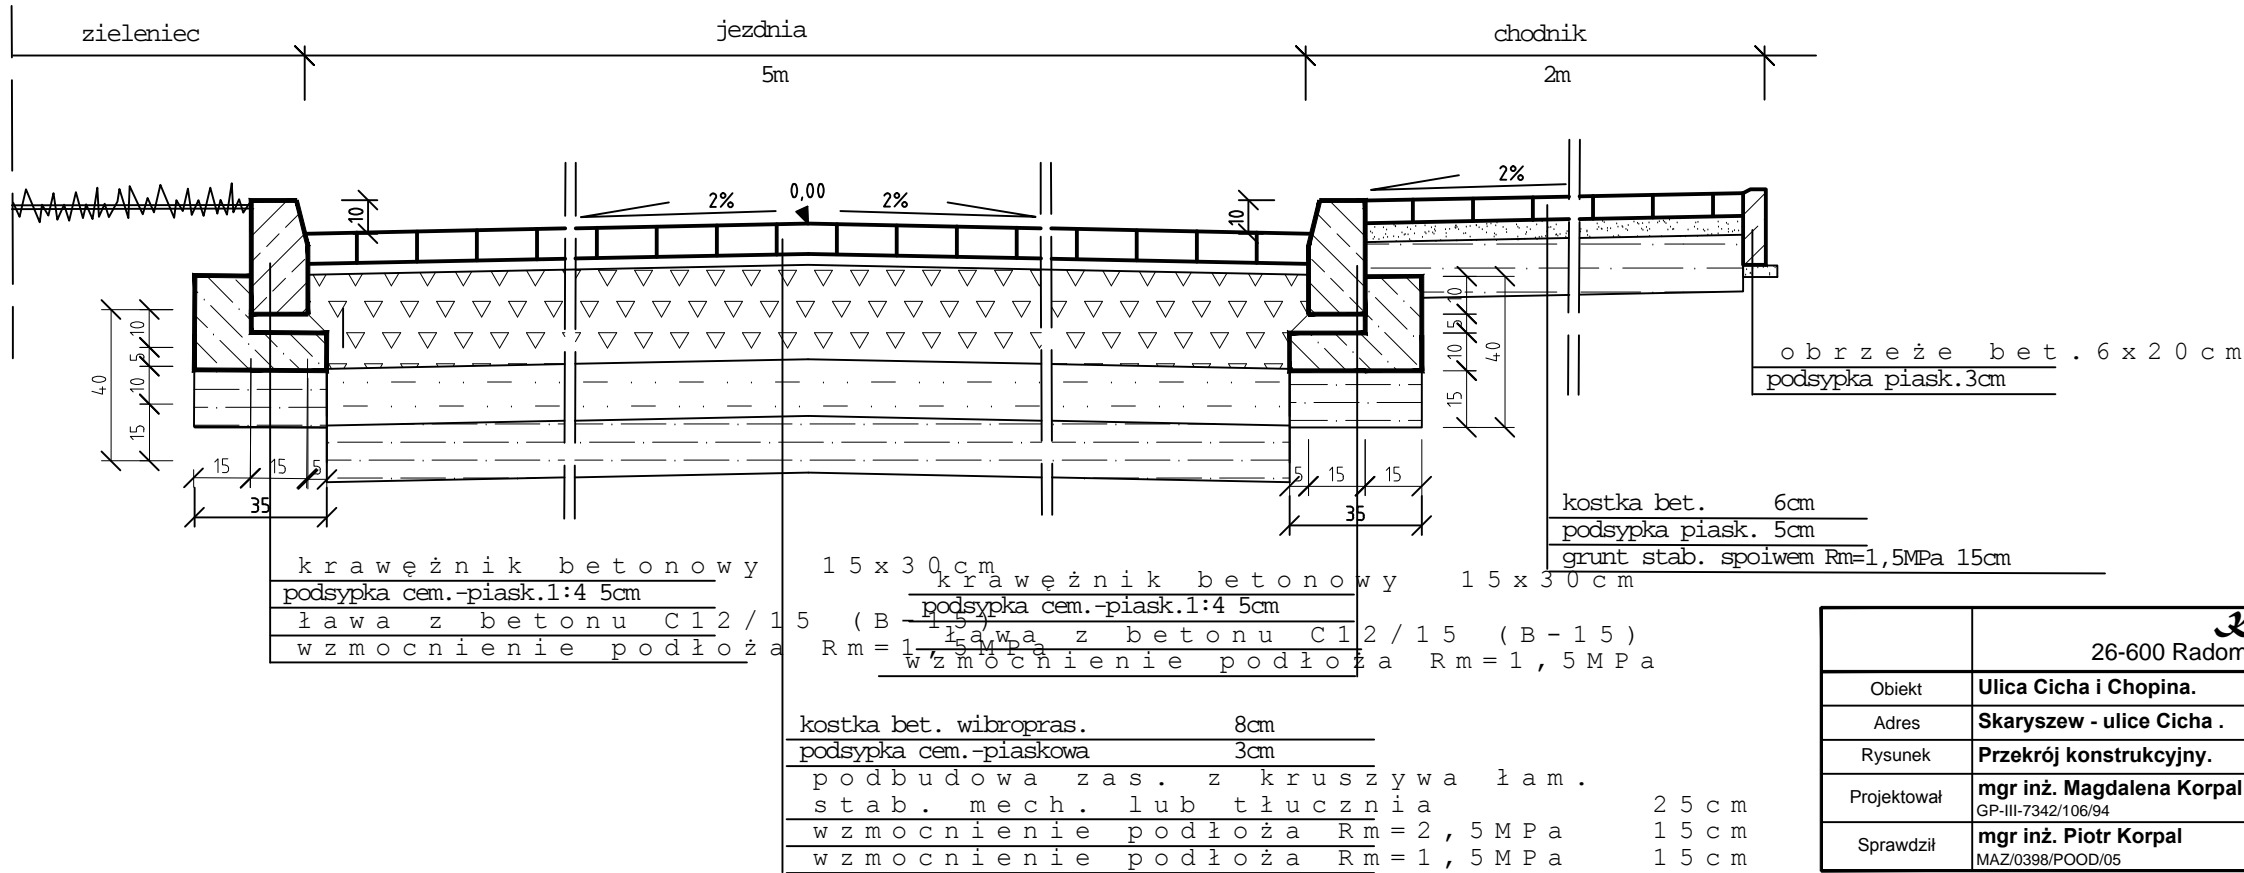 zieleniec
jezdnia
chodnik
5m
2m
2%
0,00
2%
2%
10
10
10
5
10
15
40
15
15
5
35
10
5
10
15
40
5
15
15
35
obrzeże bet.6x20cm
podsypka piask.3cm
kostka bet. 6cm
podsypka piask. 5cm
grunt stab. spoiwem Rm=1,5MPa 15cm
krawężnik betonowy 15x30cm
podsypka cem.-piask.1:4 5cm
ława z betonu C12/15 (B-15)
wzmocnienie podłoża Rm=1,5MPa
krawężnik betonowy 15x30cm
podsypka cem.-piask.1:4 5cm
ława z betonu C12/15 (B-15)
wzmocnienie podłoża Rm=1,5MPa
kostka bet. wibropras. 8cm
podsypka cem.-piaskowa 3cm
podbudowa zas. z kruszywa łam.
stab. mech. lub tłucznia 25cm
wzmocnienie podłoża Rm=2,5MPa 15cm
wzmocnienie podłoża Rm=1,5MPa 15cm
26-600 Radom
Obiekt Ulica Cicha i Chopina.
Adres Skaryszew - ulice Cicha .
Rysunek Przekrój konstrukcyjny.
Projektował mgr inż. Magdalena Korpal
GP-III-7342/106/94
Sprawdził mgr inż. Piotr Korpal
MAZ/0398/POOD/05